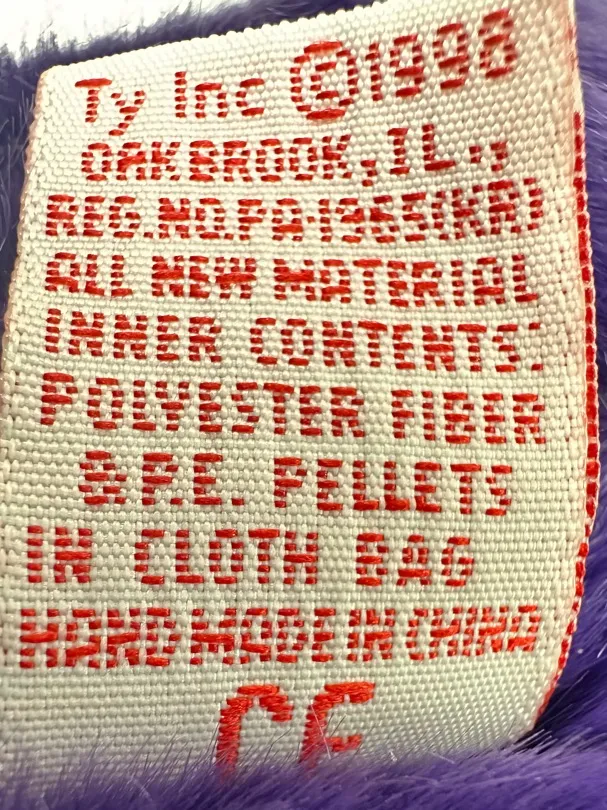 Ty Inc ©1998
OAKBROOK, IL.,
REG.NO.PA-1965(KR)
ALL NEW MATERIAL
INNER CONTENTS:
POLYESTER FIBER
& P.E. PELLETS
IN CLOTH BAG
HAND MADE IN CHINA
CE